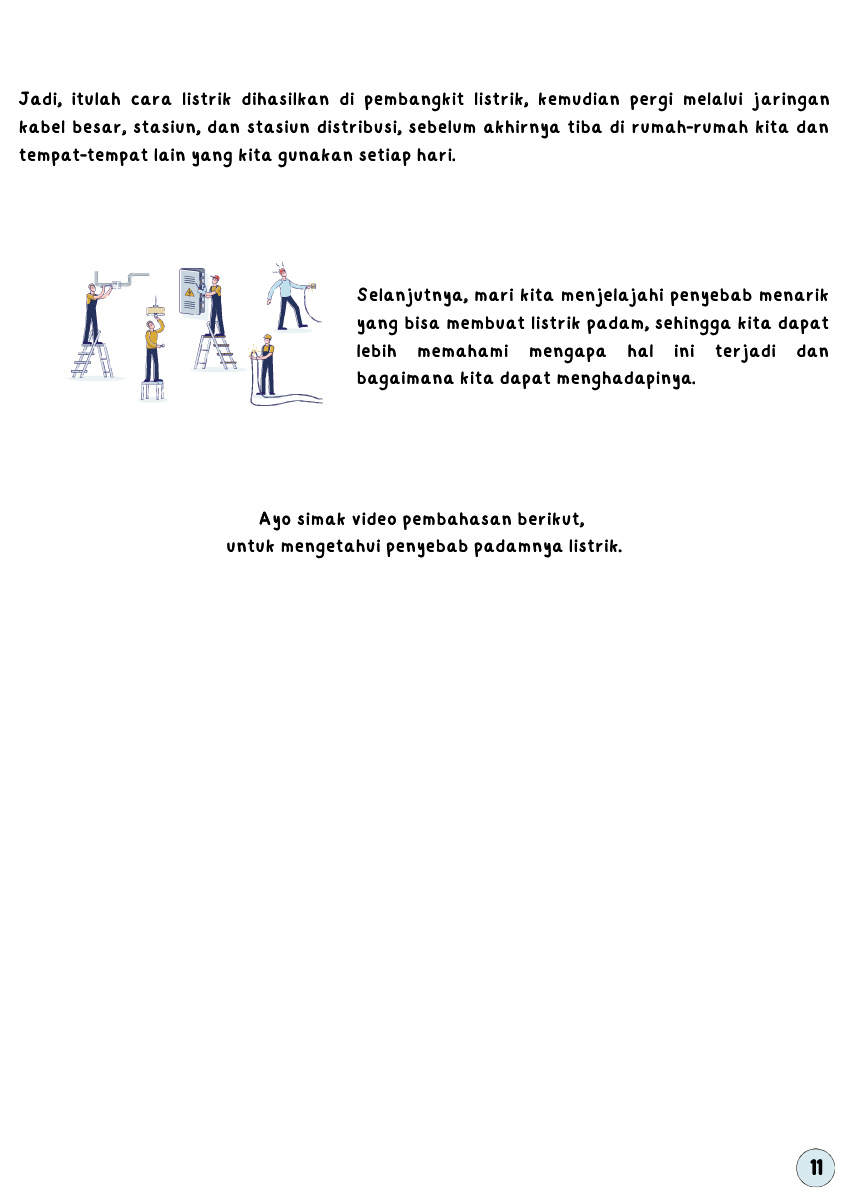 Jadi, itulah cara listrik dihasilkan di pembangkit listrik, kemudian pergi melalui jaringan
kabel besar, stasiun, dan stasiun distribusi, sebelum akhirnya tiba di rumah-rumah kita dan
tempat-tempat lain yang kita gunakan setiap hari.
Selanjutnya, mari kita menjelajahi penyebab menarik
yang bisa membuat listrik padam, sehingga kita dapat
lebih memahami mengapa hal ini terjadi dan
bagaimana kita dapat menghadapinya.
Ayo simak video pembahasan berikut,
untuk mengetahui penyebab padamnya listrik.
11